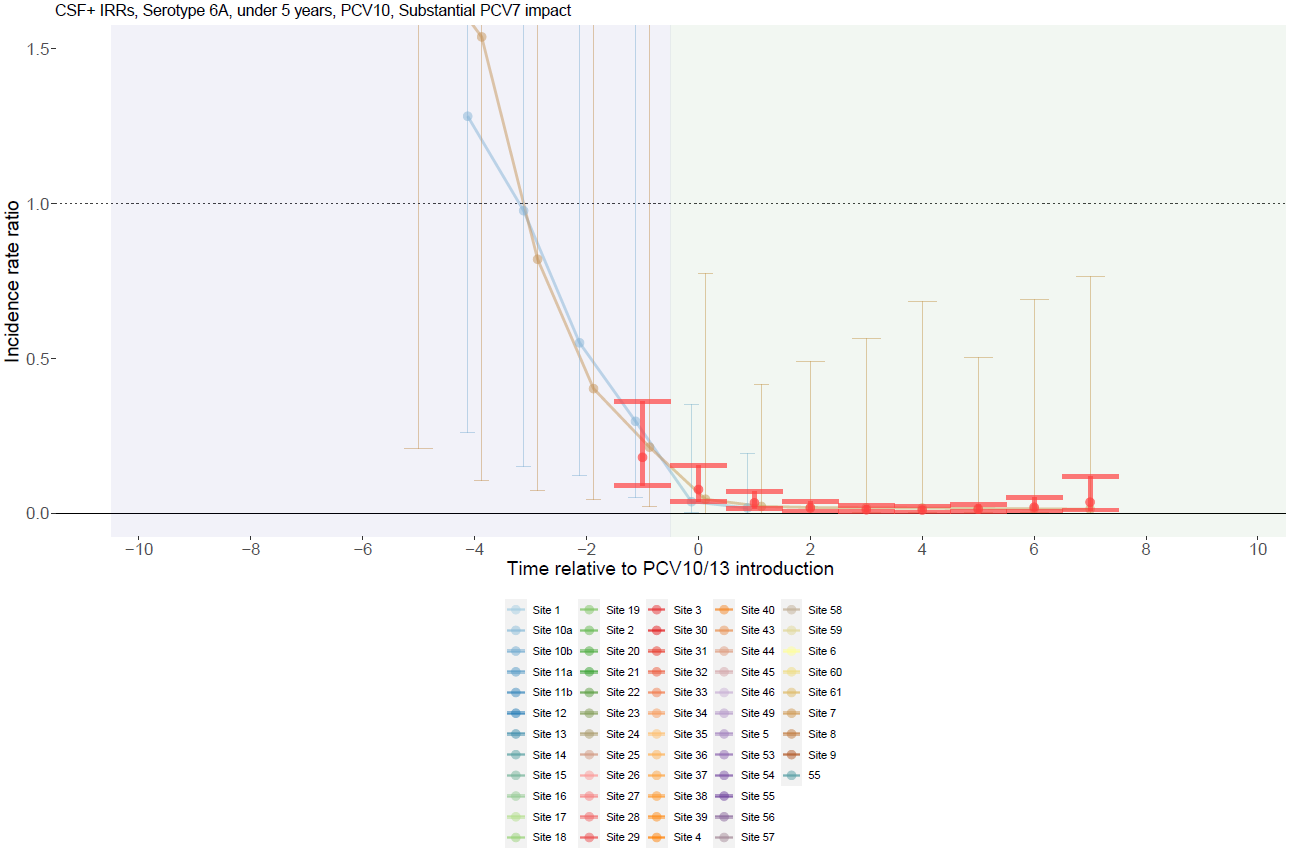 CSF+ IRRs, Serotype 6A, under 5 years, PCV10, Substantial PCV7 impact
Incidence rate ratio
1.5
1.0
0.5
0.0
−10 −8 −6 −4 −2 0 2 4 6 8 10
Time relative to PCV10/13 introduction
Site 1 Site 19 Site 3 Site 40 Site 58
Site 10a Site 2 Site 30 Site 43 Site 59
Site 10b Site 20 Site 31 Site 44 Site 6
Site 11a Site 21 Site 32 Site 45 Site 60
Site 11b Site 22 Site 33 Site 46 Site 61
Site 12 Site 23 Site 34 Site 49 Site 7
Site 13 Site 24 Site 35 Site 5 Site 8
Site 14 Site 25 Site 36 Site 53 Site 9
Site 15 Site 26 Site 37 Site 54 55
Site 16 Site 27 Site 38 Site 55
Site 17 Site 28 Site 39 Site 56
Site 18 Site 29 Site 4 Site 57